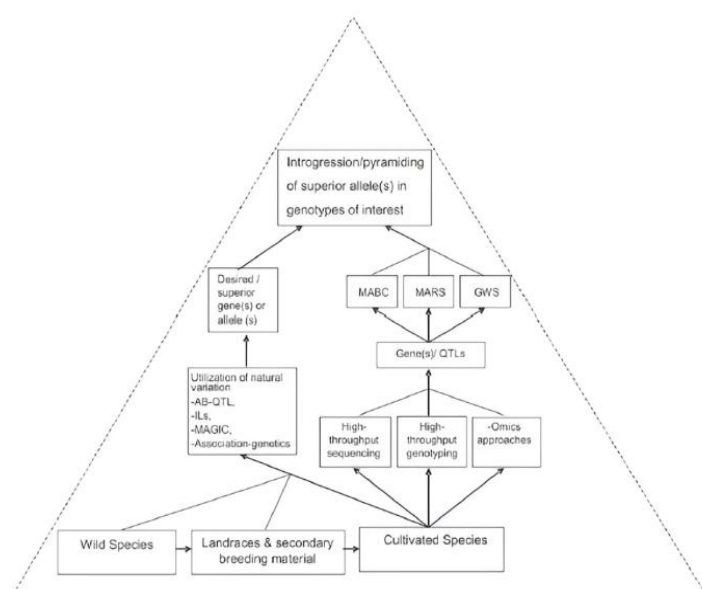 Introgression/pyramiding
of superior allele(s) in
genotypes of interest
Desired /
superior
gene(s) or
allele (s)
MABC
MARS
GWS
Gene(s)/ QTLs
Utilization of natural
variation
-AB-QTL,
-ILs,
-MAGIC,
-Association-genetics
High-
throughput
sequencing
High-
throughput
genotyping
-Omics
approaches
Wild Species
Landraces & secondary
breeding material
Cultivated Species